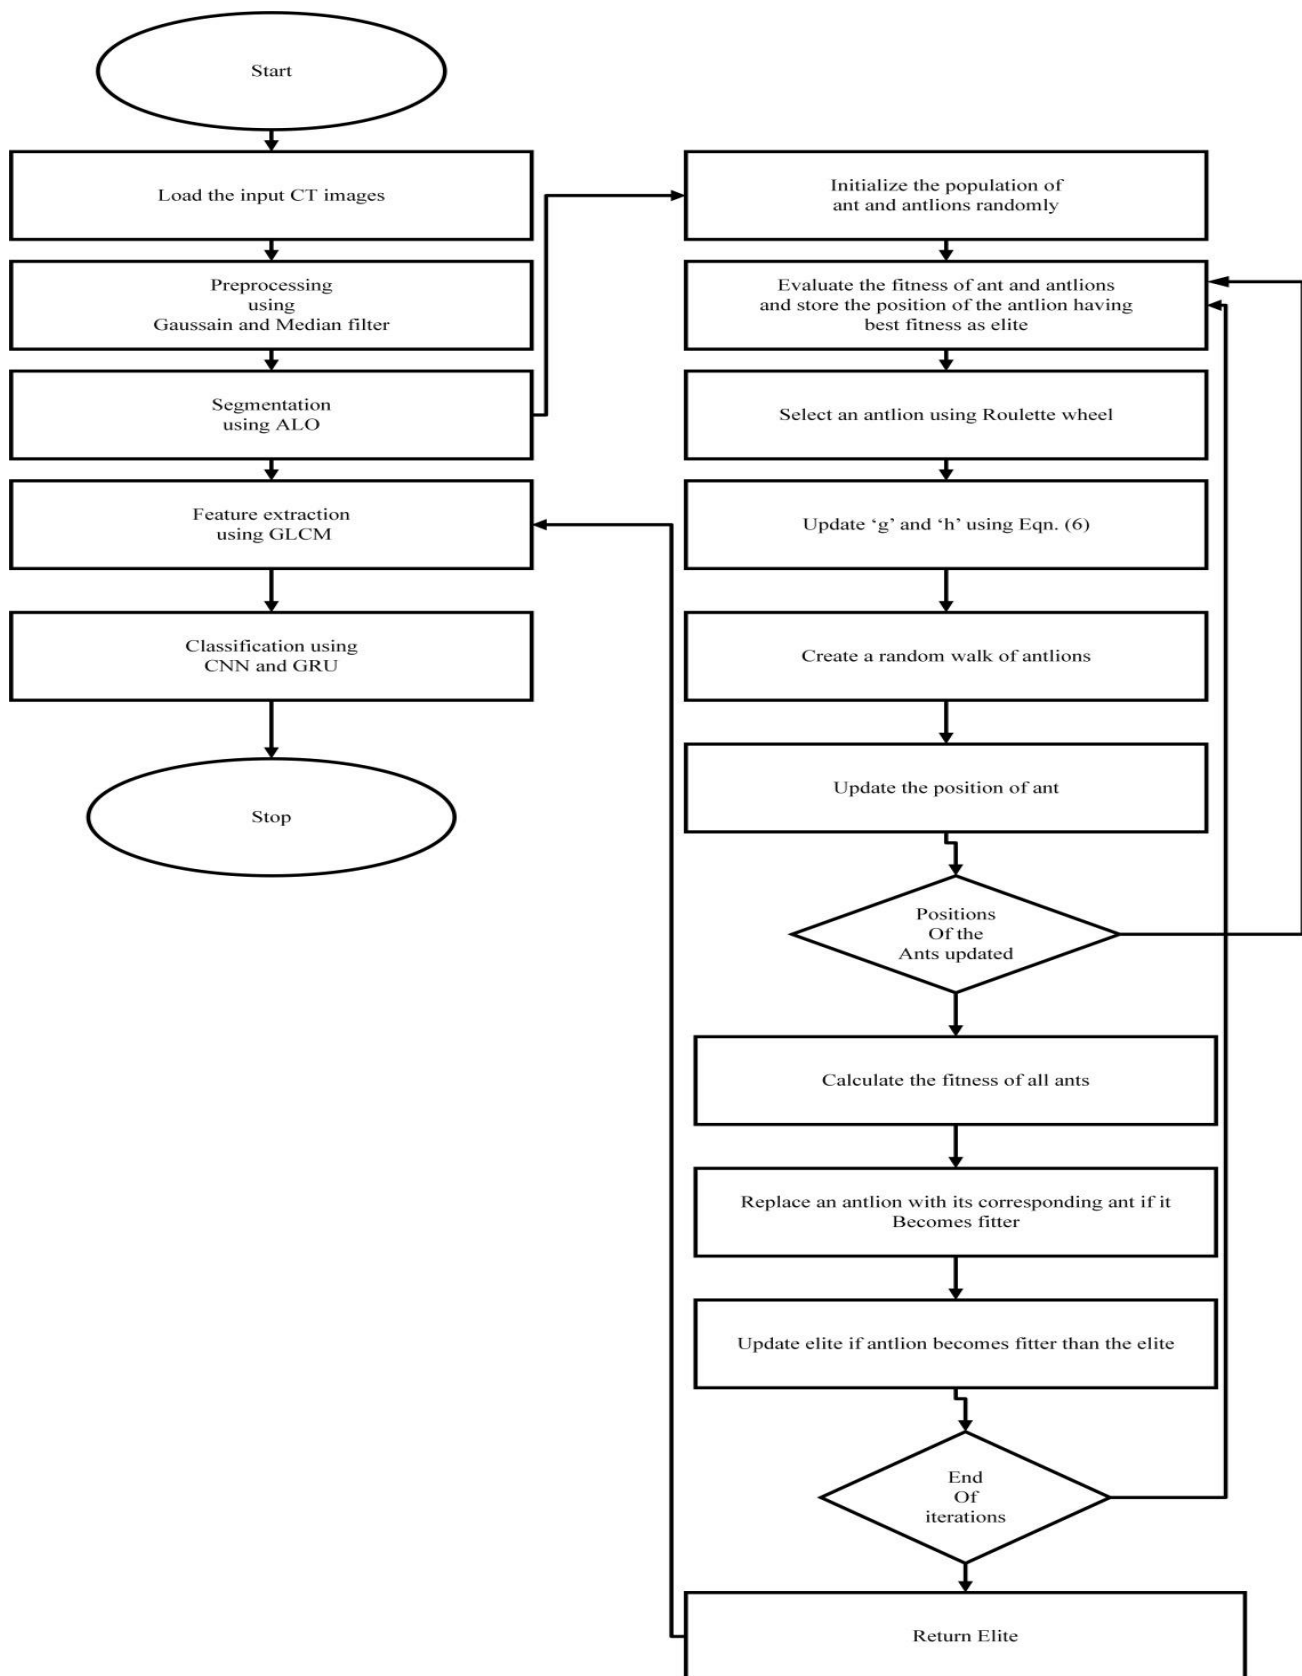 Start
Load the input CT images
Preprocessing
using
Gaussain and Median filter
Segmentation
using ALO
Feature extraction
using GLCM
Classification using
CNN and GRU
Stop
Initialize the population of
ant and antlions randomly
Evaluate the fitness of ant and antlions
and store the position of the antlion having
best fitness as elite
Select an antlion using Roulette wheel
Update ‘g’ and ‘h’ using Eqn. (6)
Create a random walk of antlions
Update the position of ant
Positions
Of the
Ants updated
Calculate the fitness of all ants
Replace an antlion with its corresponding ant if it
Becomes fitter
Update elite if antlion becomes fitter than the elite
End
Of
iterations
Return Elite